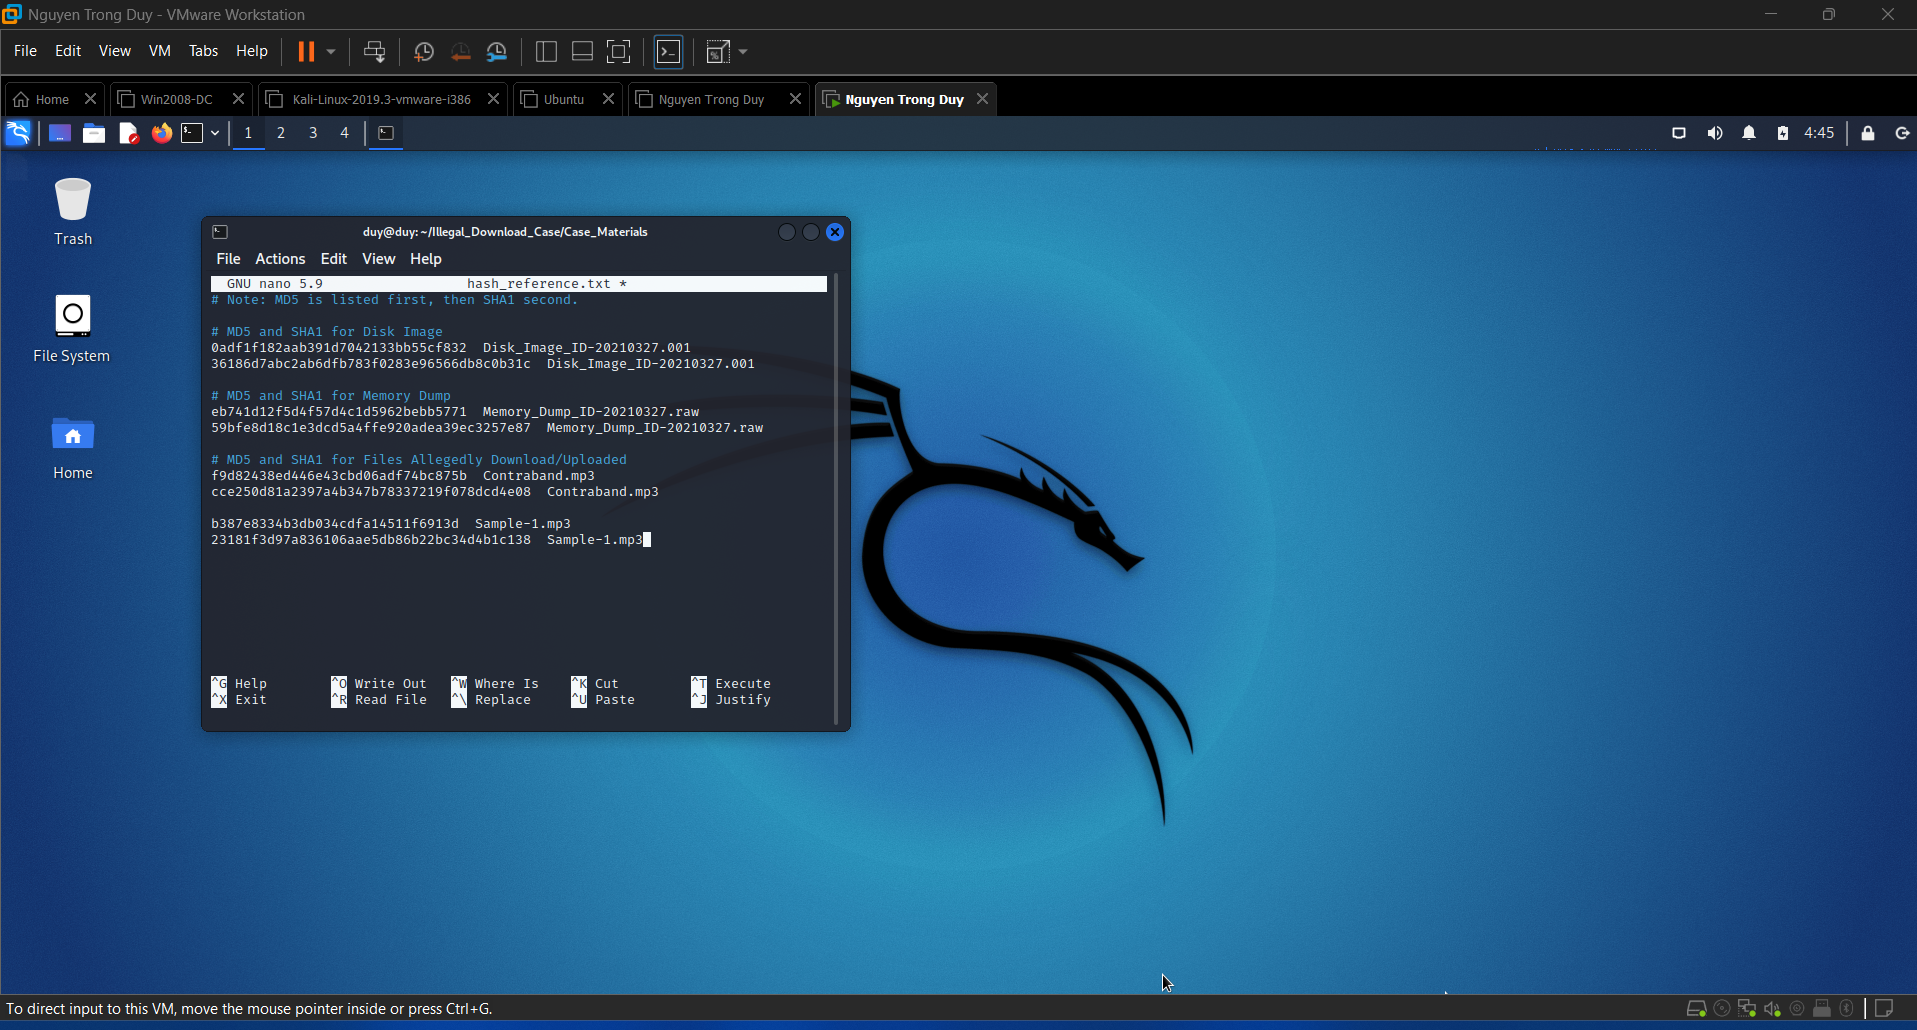 Nguyen Trong Duy - VMware Workstation
File Edit View VM Tabs Help
Home Win2008-DC Kali-Linux-2019.3-vmware-i386 Ubuntu Nguyen Trong Duy Nguyen Trong Duy
1 2 3 4 4:45
Trash
File System
Home
duy@duy: ~/Illegal_Download_Case/Case_Materials
File Actions Edit View Help
GNU nano 5.9 hash_reference.txt *
# Note: MD5 is listed first, then SHA1 second.
# MD5 and SHA1 for Disk Image
0adf1f182aab391d7042133bb55cf832 Disk_Image_ID-20210327.001
36186d7abc2ab6dfb783f0283e96566db8c0b31c Disk_Image_ID-20210327.001
# MD5 and SHA1 for Memory Dump
eb741d12f5d4f57d4c1d5962bebb5771 Memory_Dump_ID-20210327.raw
59bfe8d18c1e3dcd5a4ffe920adea39ec3257e87 Memory_Dump_ID-20210327.raw
# MD5 and SHA1 for Files Allegedly Download/Uploaded
f9d82438ed446e43cbd06adf74bc875b Contraband.mp3
cce250d81a2397a4b347b78337219f078dcd4e08 Contraband.mp3
b387e8334b3db034cdfa14511f6913d Sample-1.mp3
23181f3d97a836106aae5db86b22bc34d4b1c138 Sample-1.mp3
^G Help ^O Write Out ^W Where Is ^K Cut ^T Execute
^X Exit ^R Read File ^\ Replace ^U Paste ^J Justify
To direct input to this VM, move the mouse pointer inside or press Ctrl+G.